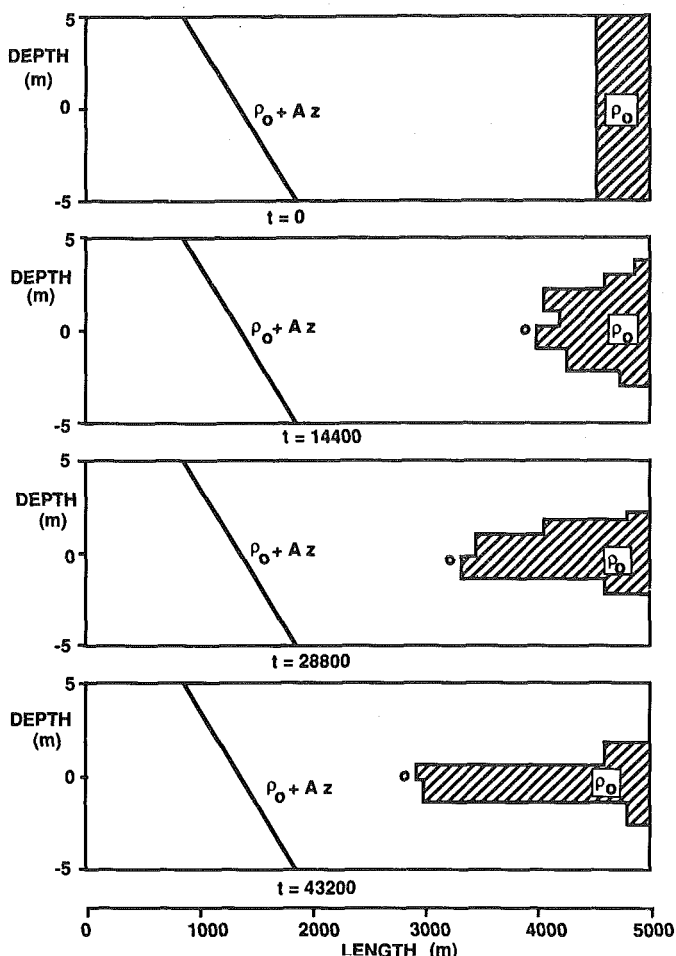 5
DEPTH
(m)
0
-5
ρo + A z
ρo
t = 0
5
DEPTH
(m)
0
-5
ρo + A z
o
ρo
t = 14400
5
DEPTH
(m)
0
-5
ρo + A z
o
ρo
t = 28800
5
DEPTH
(m)
0
-5
ρo + A z
o
ρo
t = 43200
0 1000 2000 3000 4000 5000
LENGTH (m)